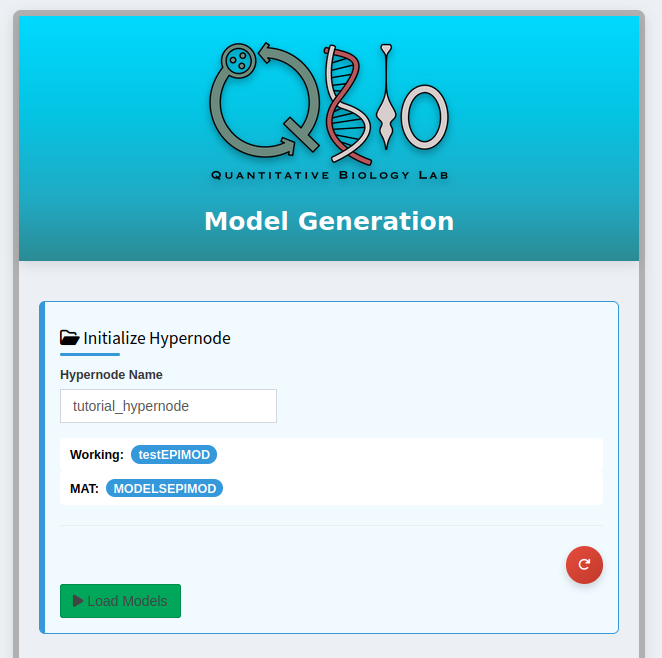 QBio
QUANTITATIVE BIOLOGY LAB
Model Generation
Initialize Hypernode
Hypernode Name
tutorial_hypernode
Working: testEPIMOD
MAT: MODELSEPIMOD
Load Models